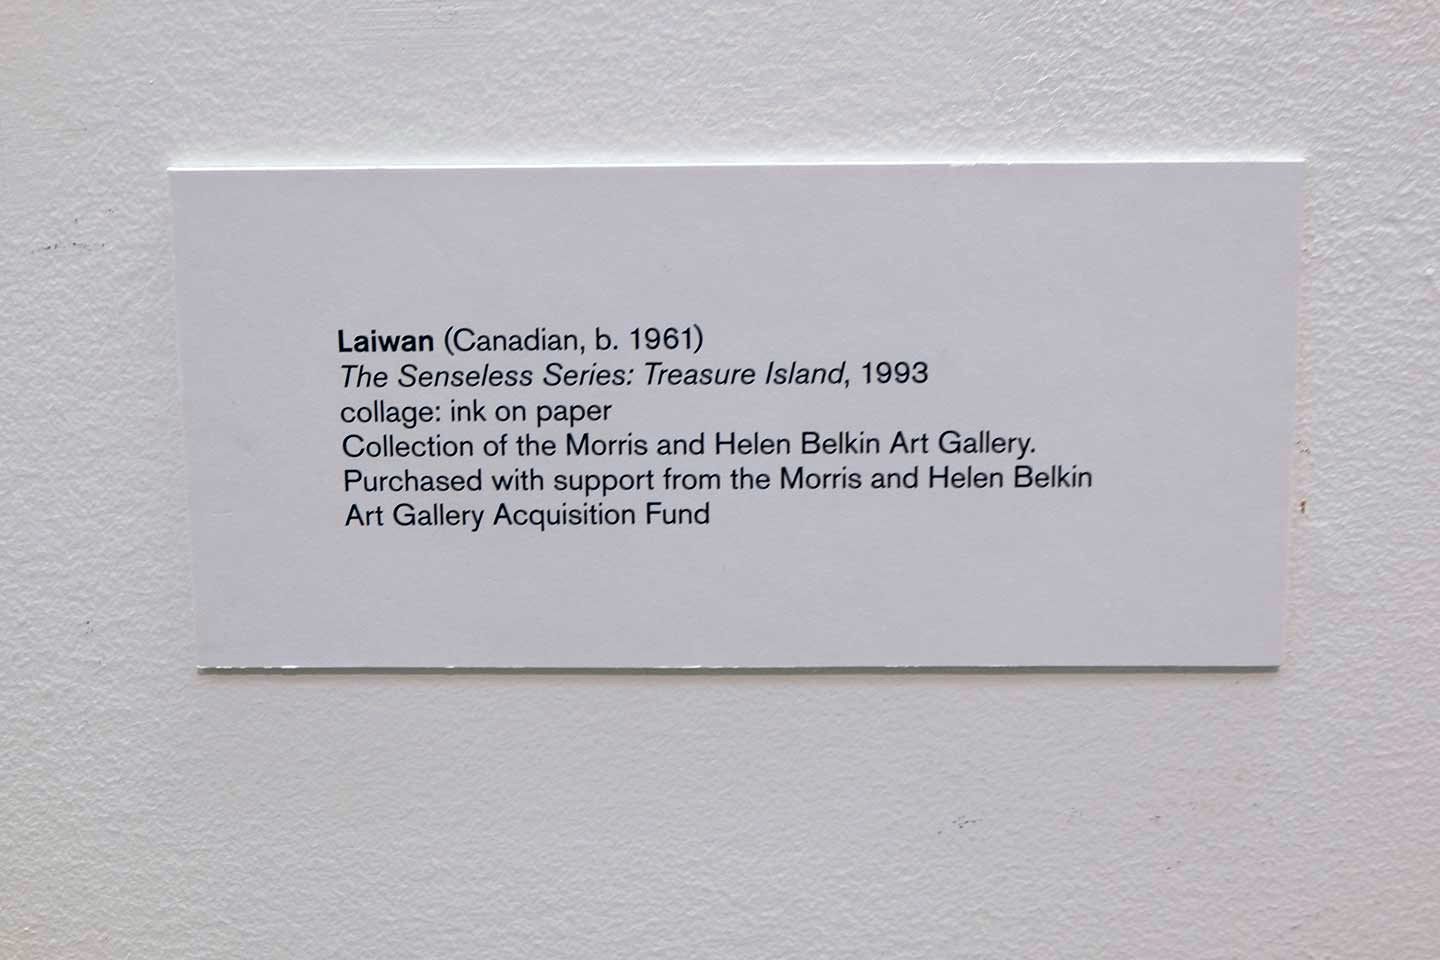 Laiwan (Canadian, b. 1961)
The Senseless Series: Treasure Island, 1993
collage: ink on paper
Collection of the Morris and Helen Belkin Art Gallery.
Purchased with support from the Morris and Helen Belkin
Art Gallery Acquisition Fund